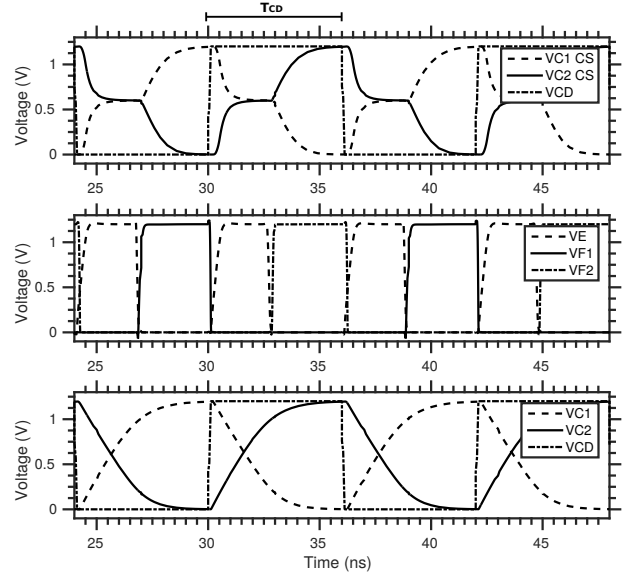 TCD
Voltage (V)
1
0.5
0
VC1 CS
VC2 CS
VCD
25 30 35 40 45
Voltage (V)
1
0.5
0
VE
VF1
VF2
25 30 35 40 45
Voltage (V)
1
0.5
0
VC1
VC2
VCD
25 30 35 40 45
Time (ns)